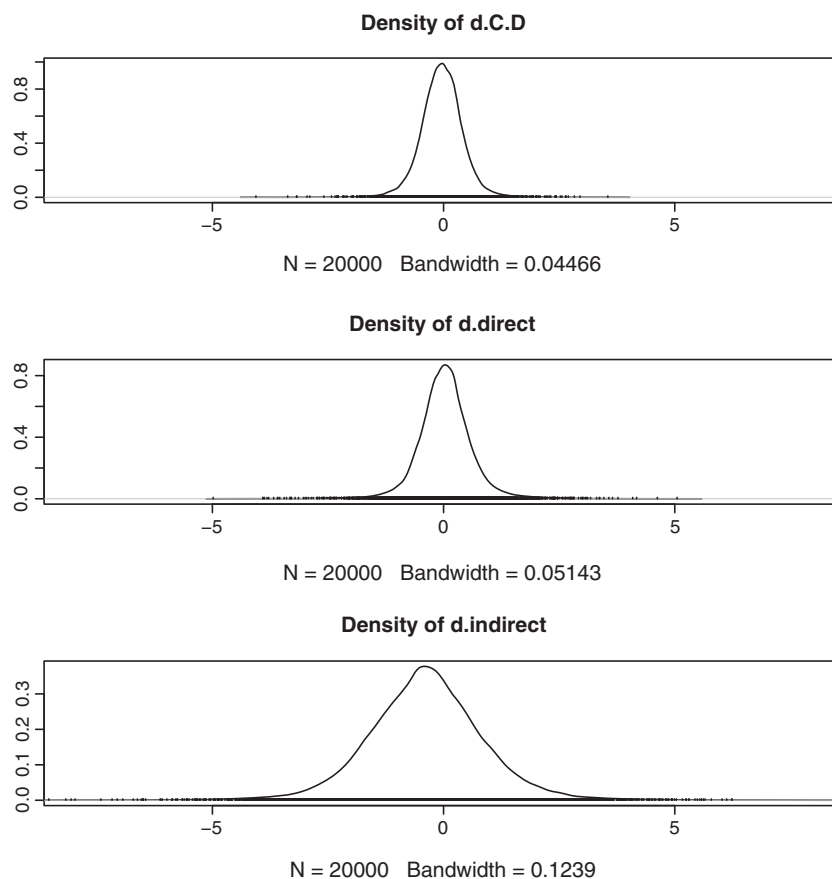 Density of d.C.D
0.8
0.4
0.0
−5 0 5
N = 20000 Bandwidth = 0.04466
Density of d.direct
0.8
0.4
0.0
−5 0 5
N = 20000 Bandwidth = 0.05143
Density of d.indirect
0.3
0.2
0.1
0.0
−5 0 5
N = 20000 Bandwidth = 0.1239